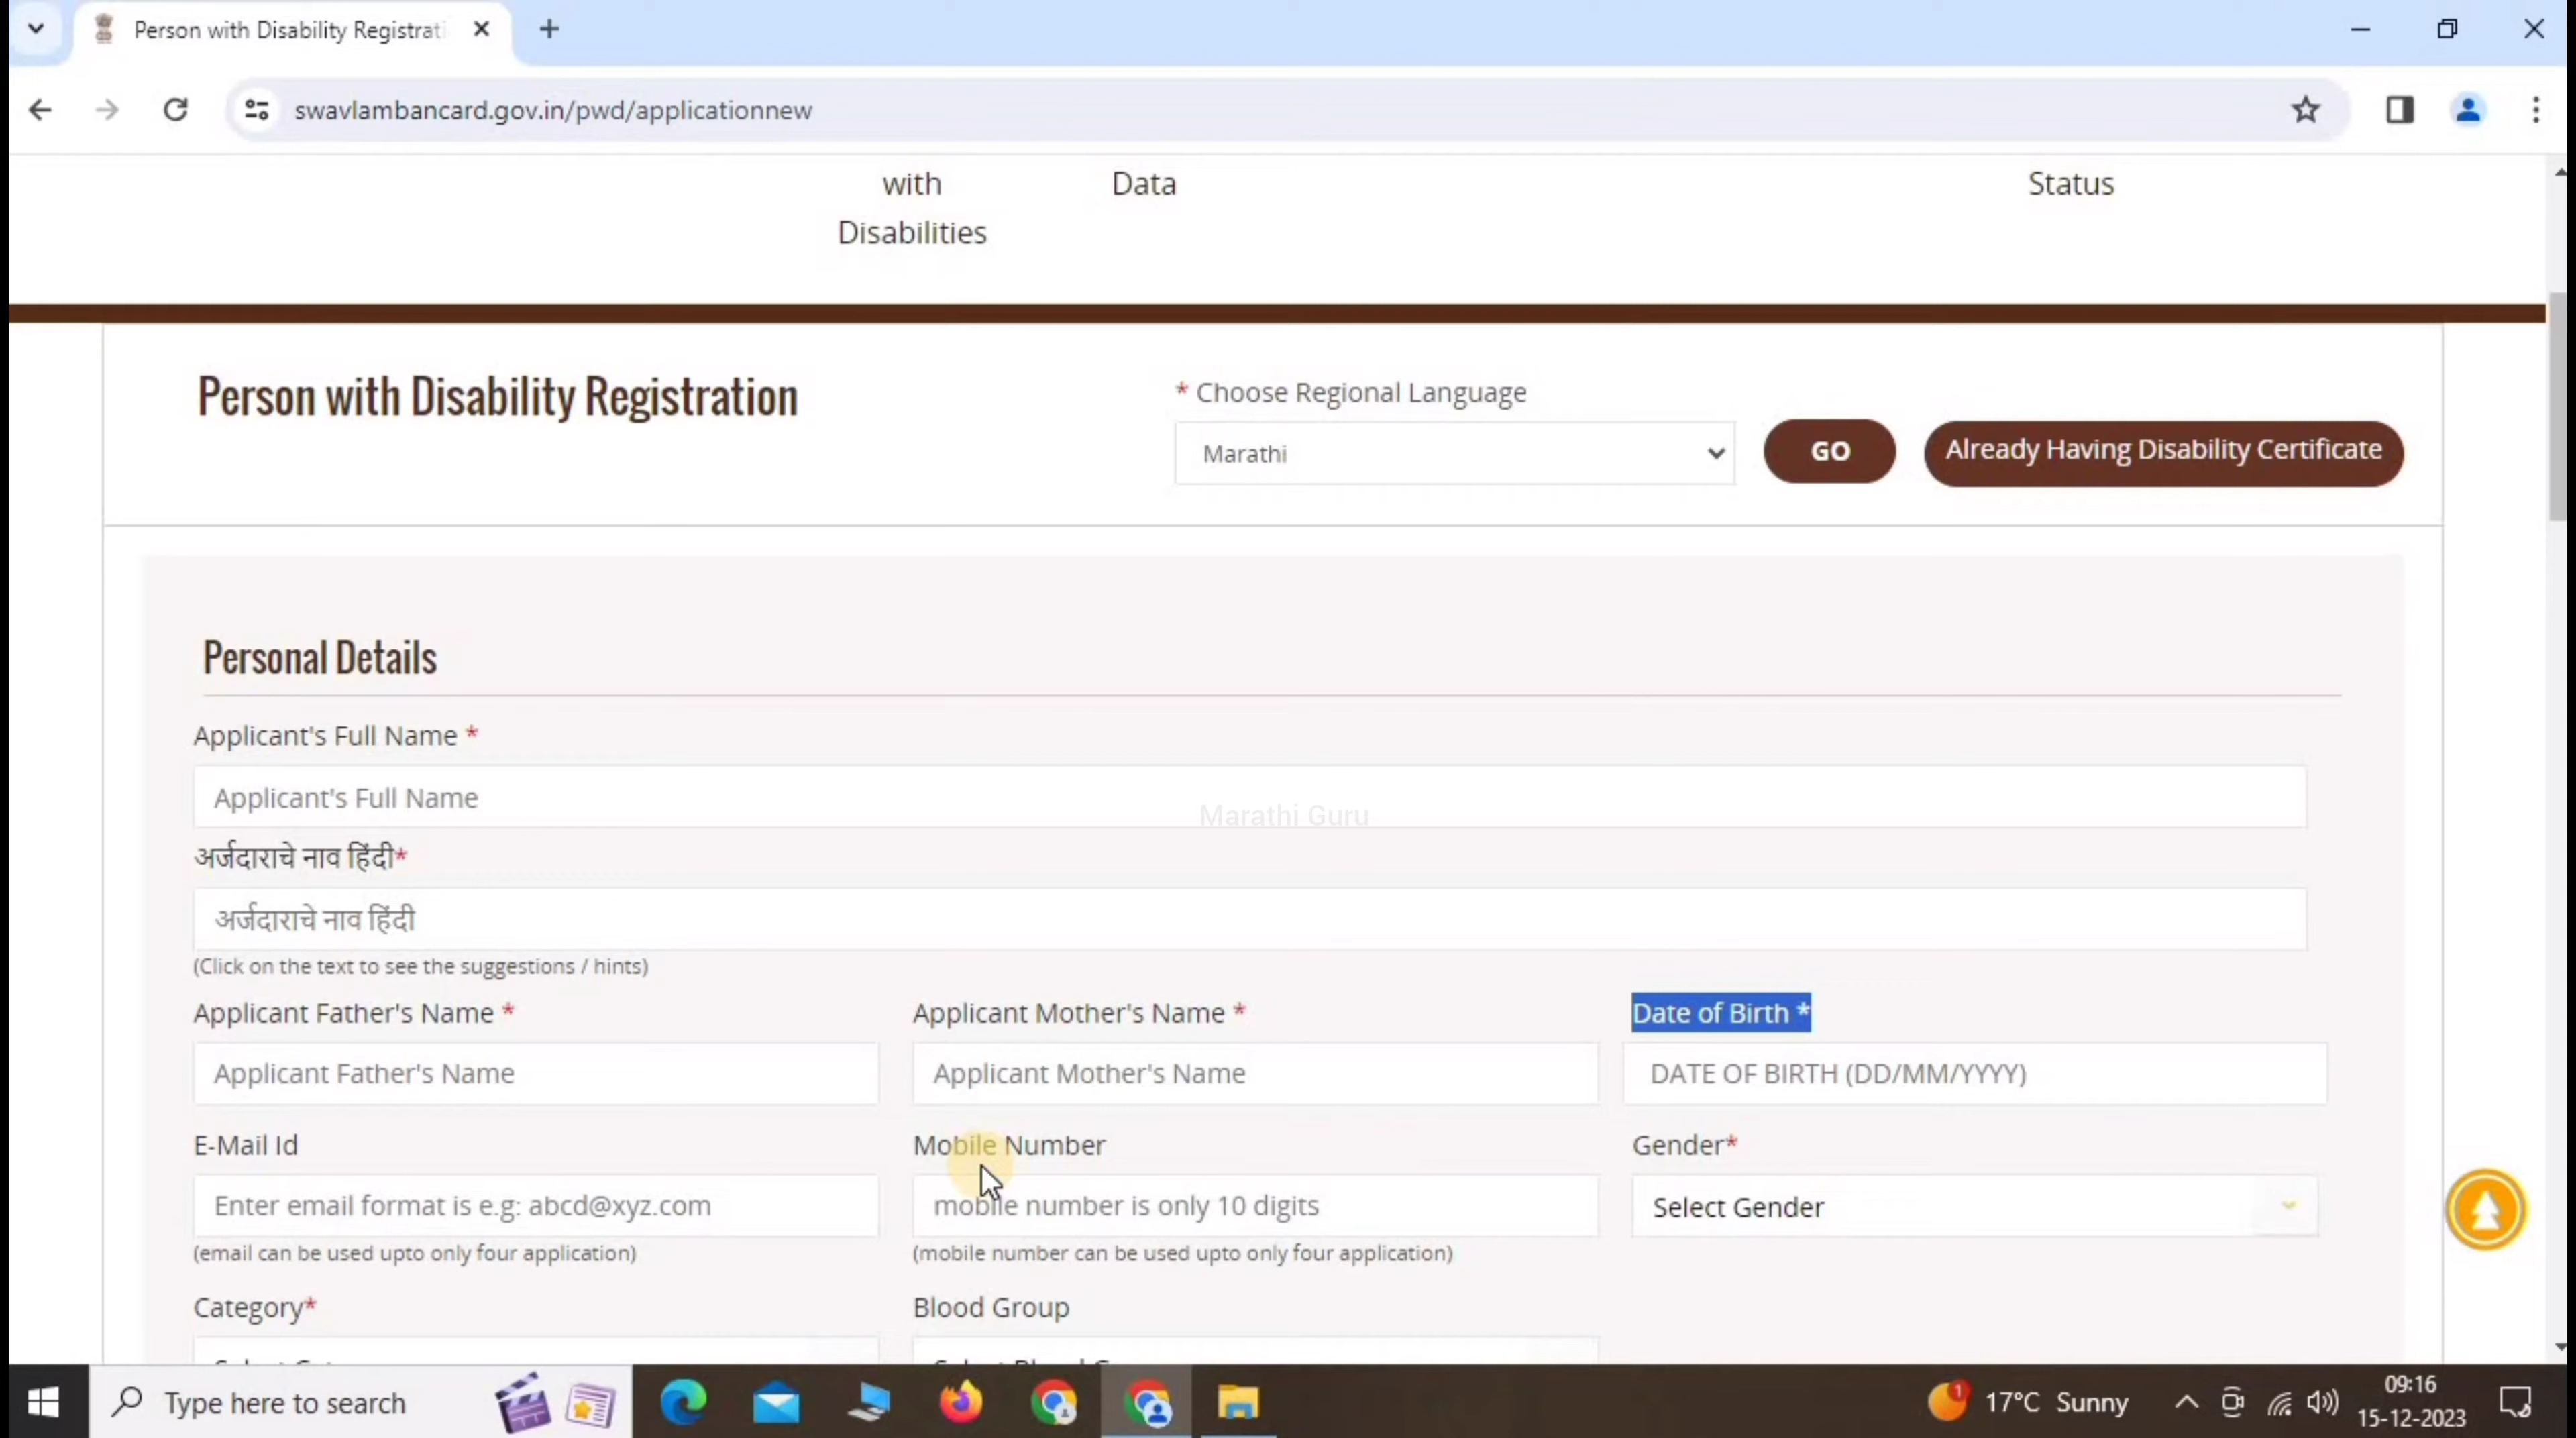 Person with Disability Registrati
swavlambancard.gov.in/pwd/applicationnew
with Data Status
Disabilities
Person with Disability Registration
* Choose Regional Language
Marathi
GO
Already Having Disability Certificate
Personal Details
Applicant's Full Name *
Applicant's Full Name
Marathi Guru
अर्जदाराचे नाव हिंदी*
अर्जदाराचे नाव हिंदी
(Click on the text to see the suggestions / hints)
Applicant Father's Name * Applicant Mother's Name * Date of Birth *
Applicant Father's Name Applicant Mother's Name DATE OF BIRTH (DD/MM/YYYY)
E-Mail Id Mobile Number Gender*
Enter email format is e.g: abcd@xyz.com mobile number is only 10 digits Select Gender
(email can be used upto only four application) (mobile number can be used upto only four application)
Category* Blood Group
Type here to search
1
17°C Sunny
09:16
15-12-2023